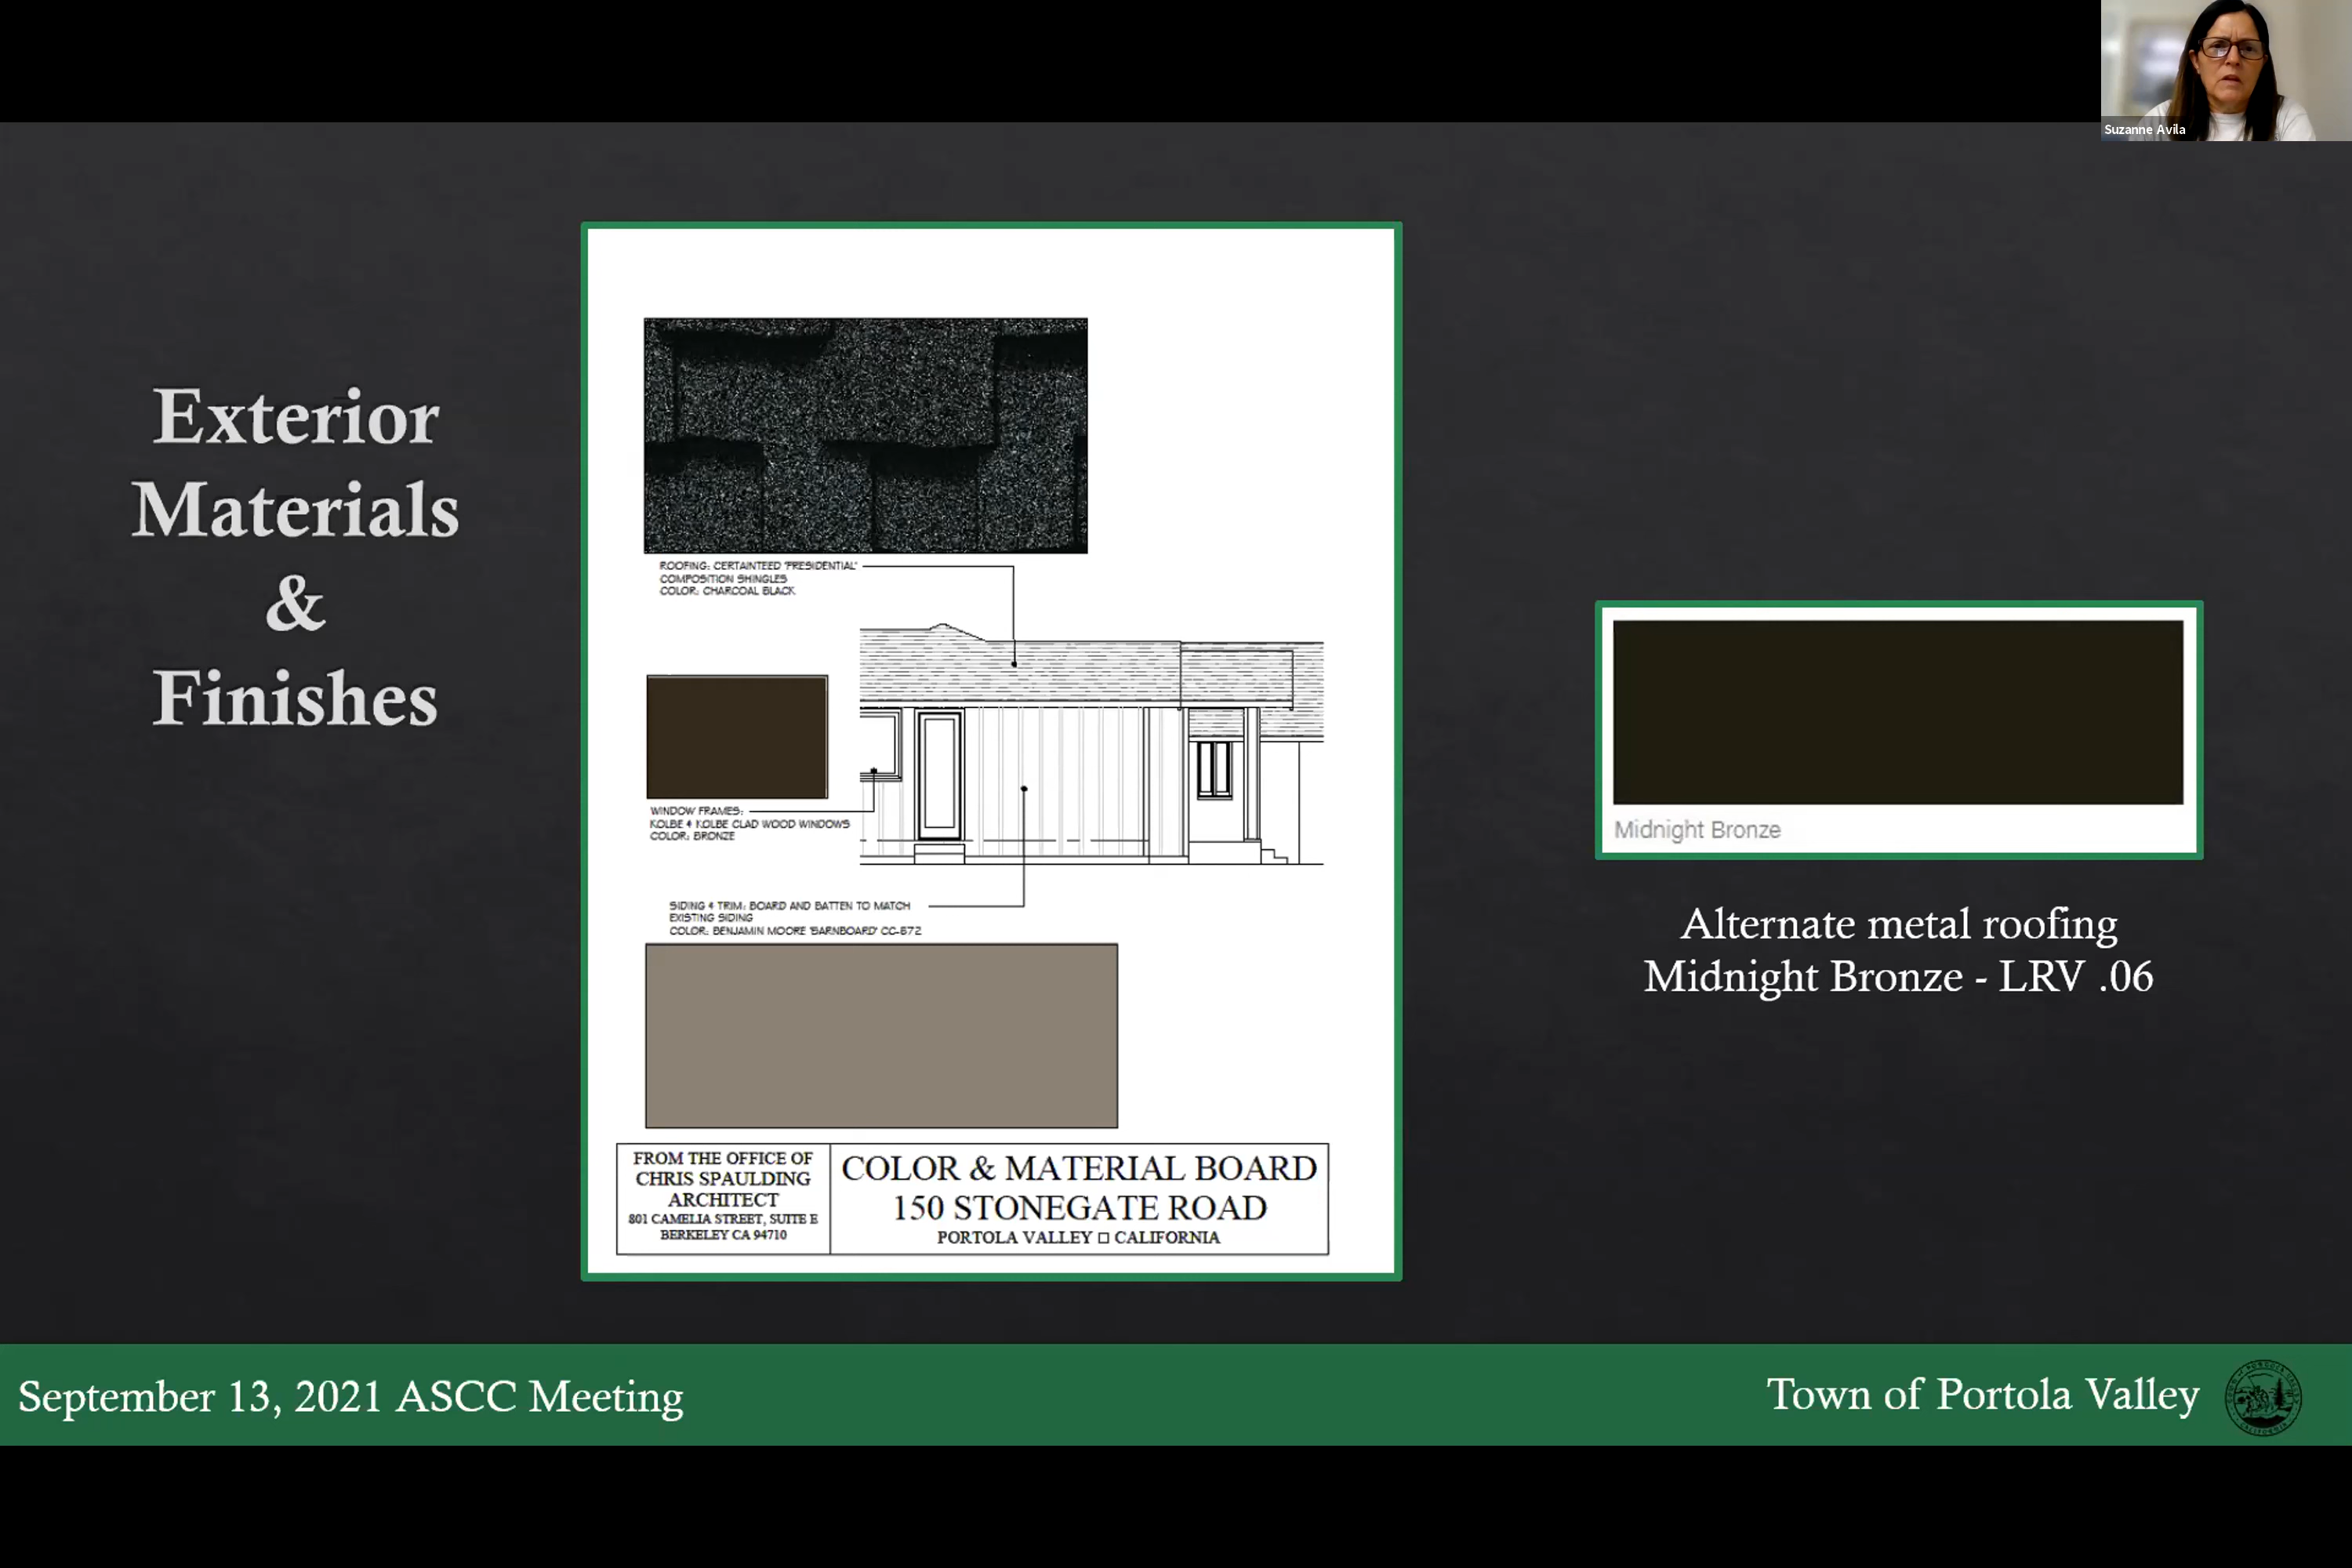 Suzanne Avila
Exterior
Materials
&
Finishes
ROOFING: CERTAINTEED 'PRESIDENTIAL'
COMPOSITION SHINGLES
COLOR: CHARCOAL BLACK
WINDOW FRAMES:
KOLBE & KOLBE CLAD WOOD WINDOWS
COLOR: BRONZE
SIDING & TRIM: BOARD AND BATTEN TO MATCH
EXISTING SIDING
COLOR: BENJAMIN MOORE 'BARNBOARD' CC-572
FROM THE OFFICE OF
CHRIS SPAULDING
ARCHITECT
801 CAMELIA STREET, SUITE E
BERKELEY CA 94710
COLOR & MATERIAL BOARD
150 STONEGATE ROAD
PORTOLA VALLEY □ CALIFORNIA
Midnight Bronze
Alternate metal roofing
Midnight Bronze - LRV .06
September 13, 2021 ASCC Meeting
Town of Portola Valley